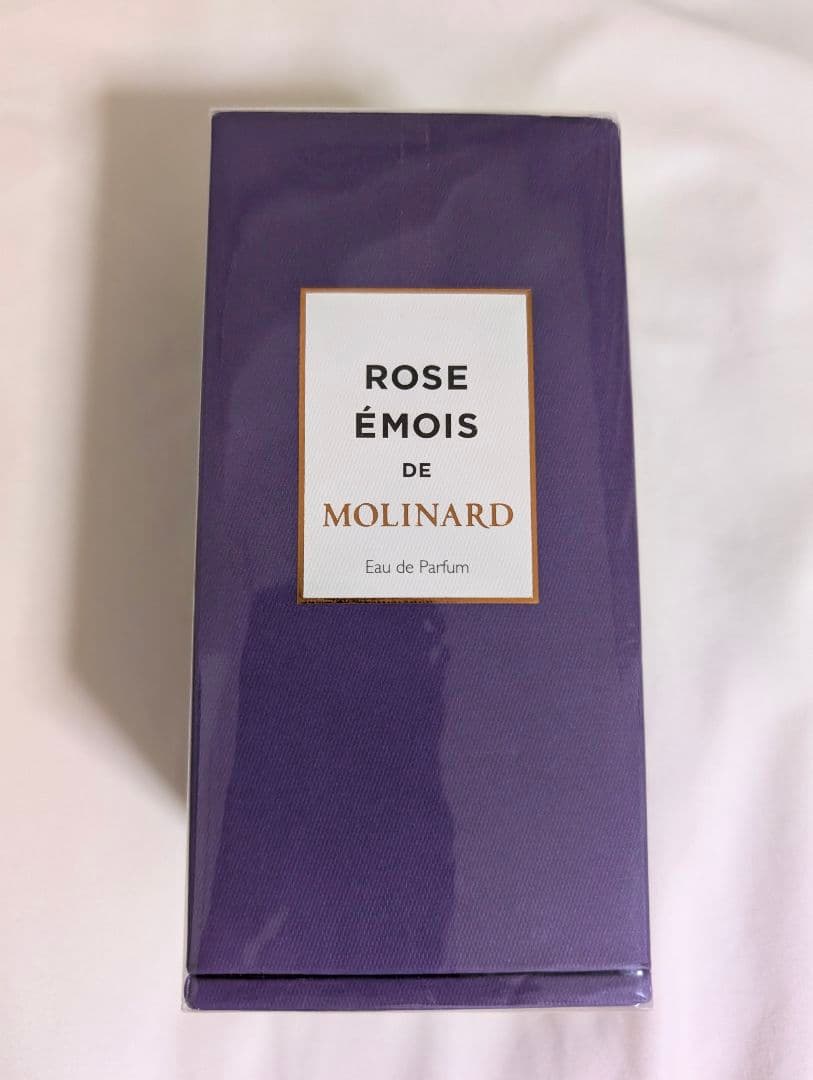 ROSE
ÉMOIS
DE
MOLINARD
Eau de Parfum